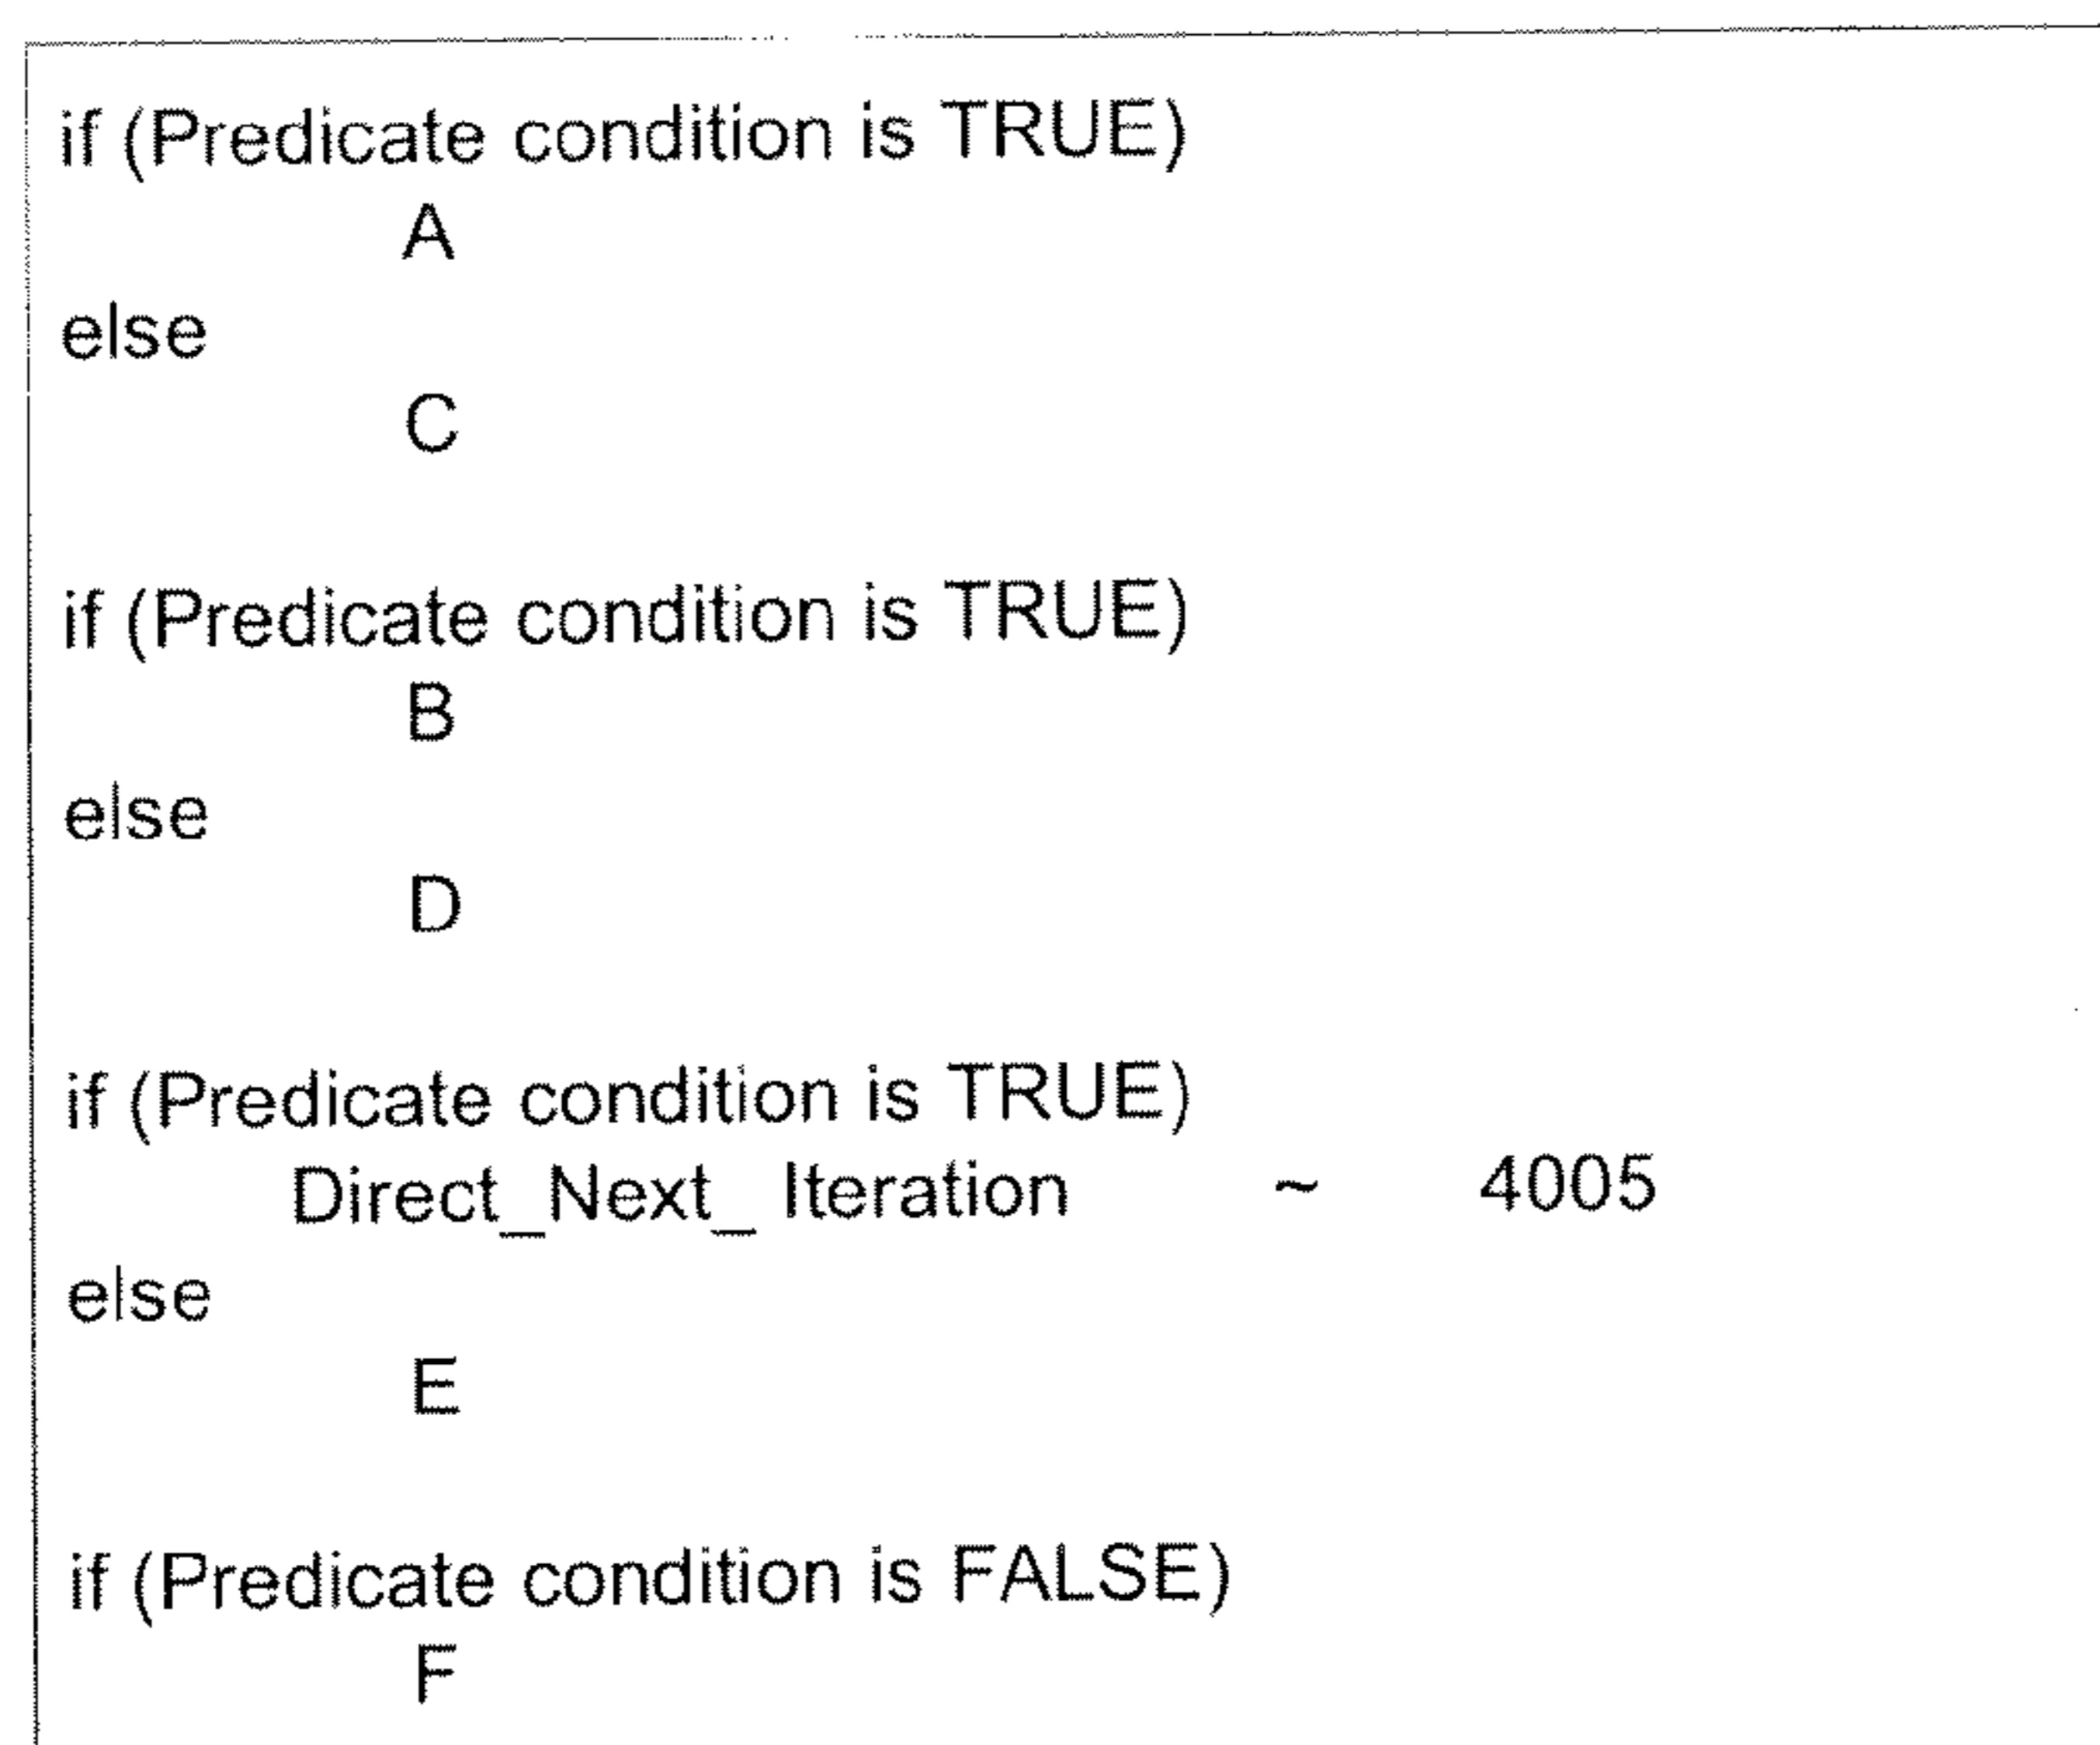 if (Predicate condition is TRUE)
A
else
C
if (Predicate condition is TRUE)
B
else
D
if (Predicate condition is TRUE)
Direct_Next_ Iteration ~ 4005
else
E
if (Predicate condition is FALSE)
F